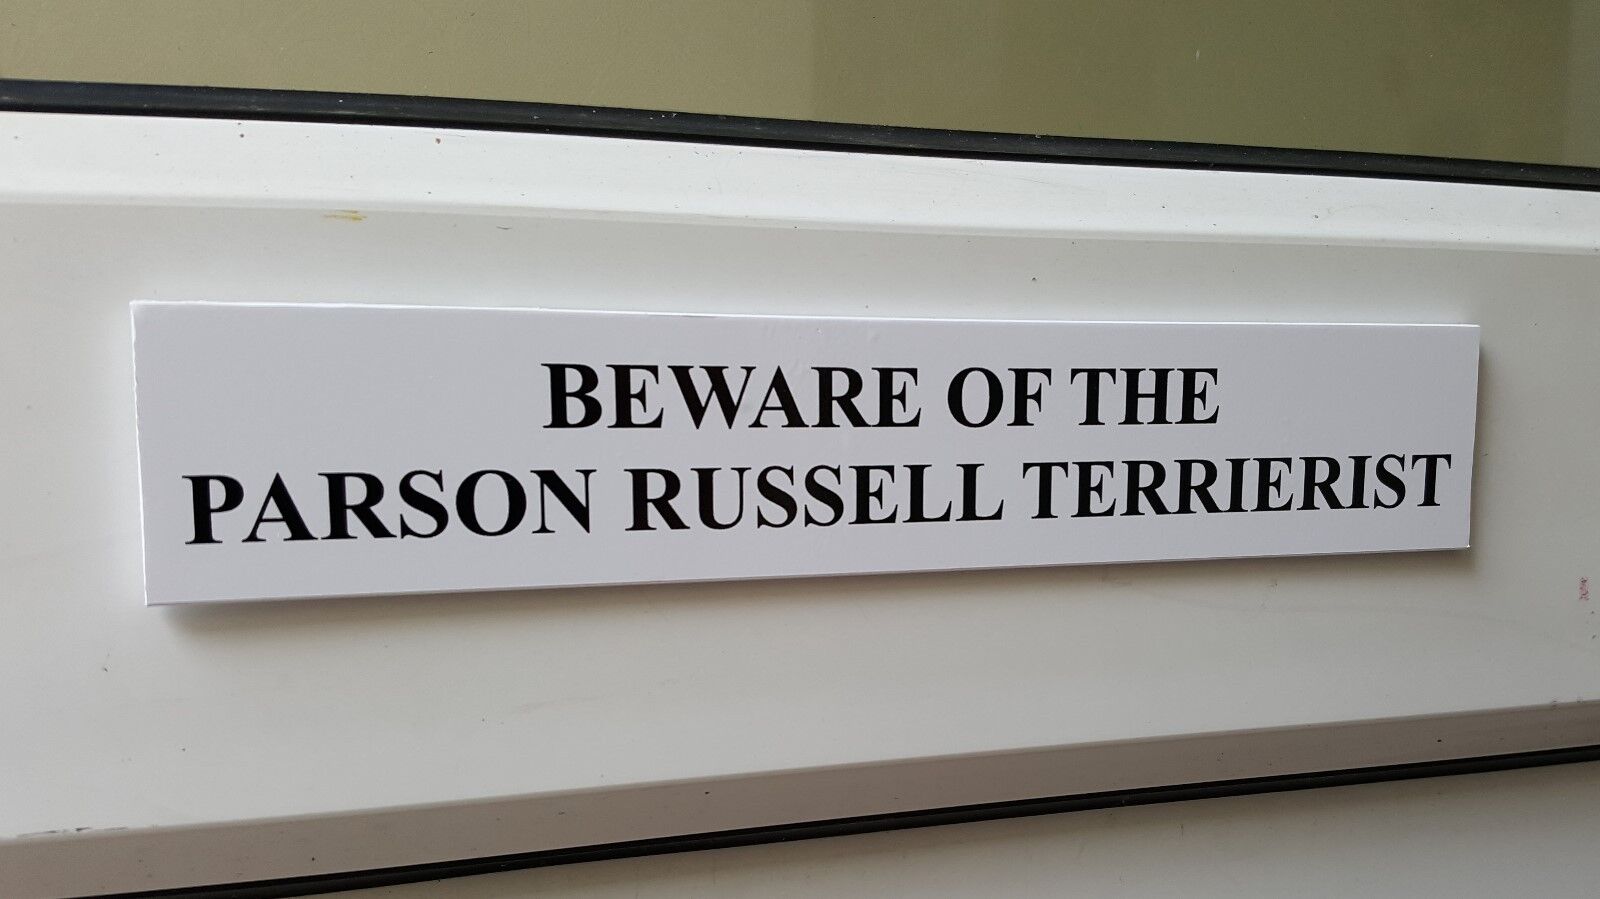 BEWARE OF THE
PARSON RUSSELL TERRIERIST